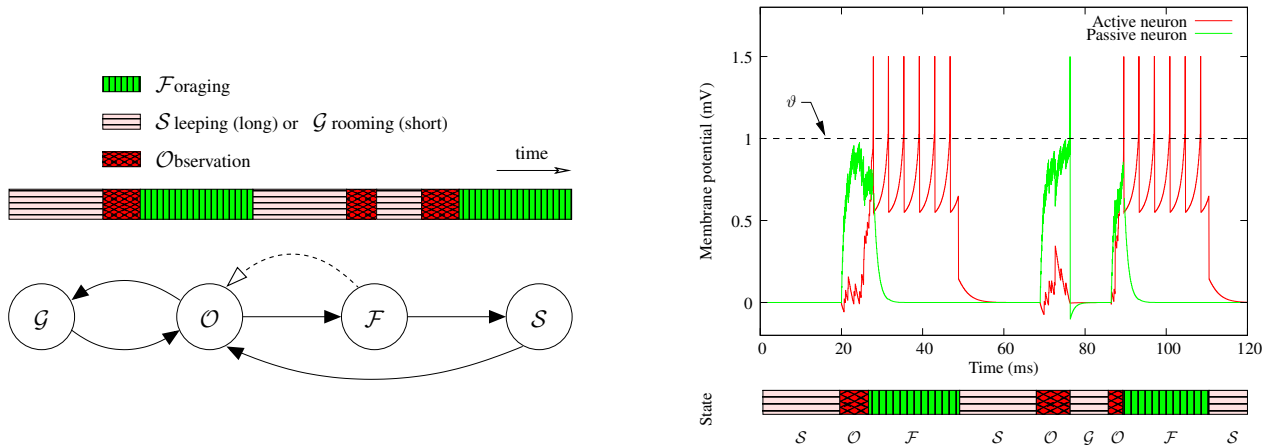 𝓕oraging
𝓢leeping (long) or 𝓖rooming (short)
𝓞bservation
time
𝓖
𝓞
𝓕
𝓢
Active neuron
Passive neuron
Membrane potential (mV)
1.5
1
0.5
0
ϑ
0 20 40 60 80 100 120
Time (ms)
State
𝓢 𝓞 𝓕 𝓢 𝓞 𝓖 𝓞 𝓕 𝓢